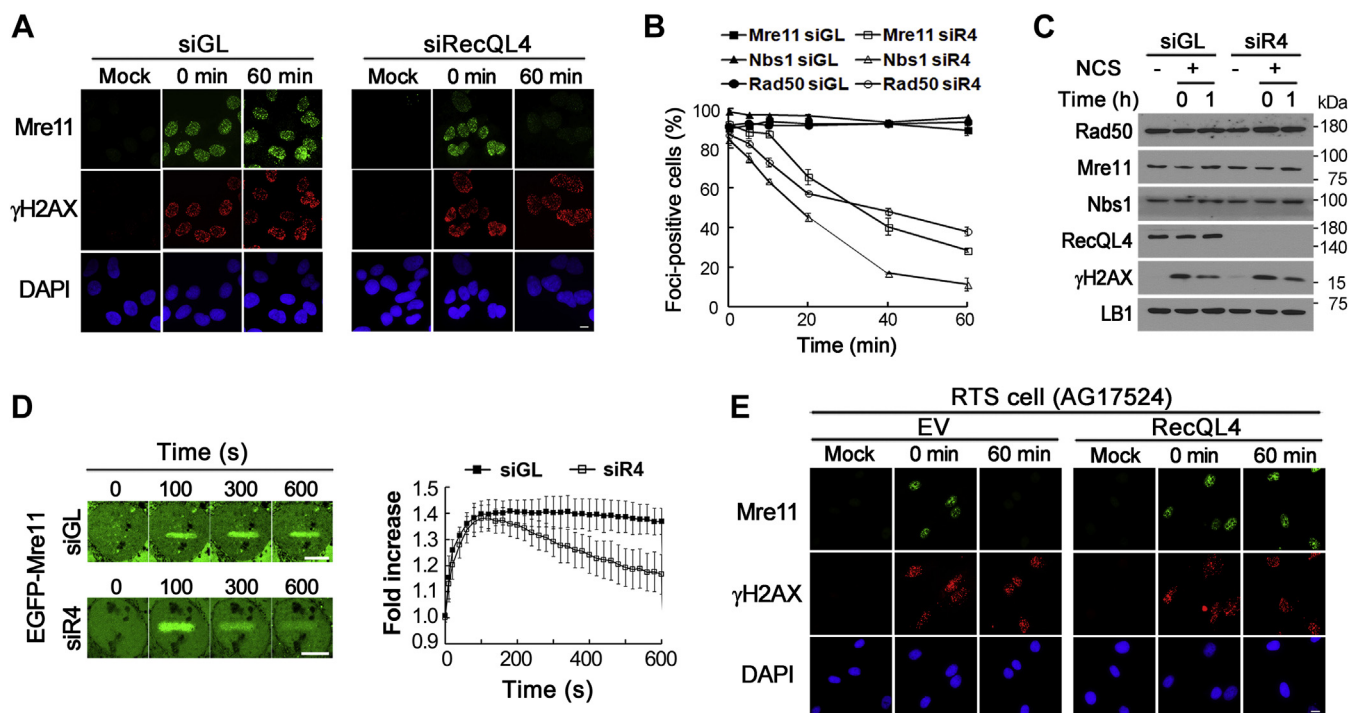 A
siGL
siRecQL4
Mock 0 min 60 min
Mock 0 min 60 min
Mre11
γH2AX
DAPI
B
Mre11 siGL
Mre11 siR4
Nbs1 siGL
Nbs1 siR4
Rad50 siGL
Rad50 siR4
Foci-positive cells (%)
100
80
60
40
20
0
0 20 40 60
Time (min)
C
siGL siR4
NCS - + - +
Time (h) 0 1 0 1 kDa
Rad50 180
Mre11 100
75
Nbs1 100
RecQL4 180
140
γH2AX 15
75
LB1
D
Time (s)
0 100 300 600
EGFP-Mre11
siGL
0 100 300 600
siR4
siGL siR4
Fold increase
1.5
1.4
1.3
1.2
1.1
1.0
0.9
0 200 400 600
Time (s)
E
RTS cell (AG17524)
EV RecQL4
Mock 0 min 60 min Mock 0 min 60 min
Mre11
γH2AX
DAPI